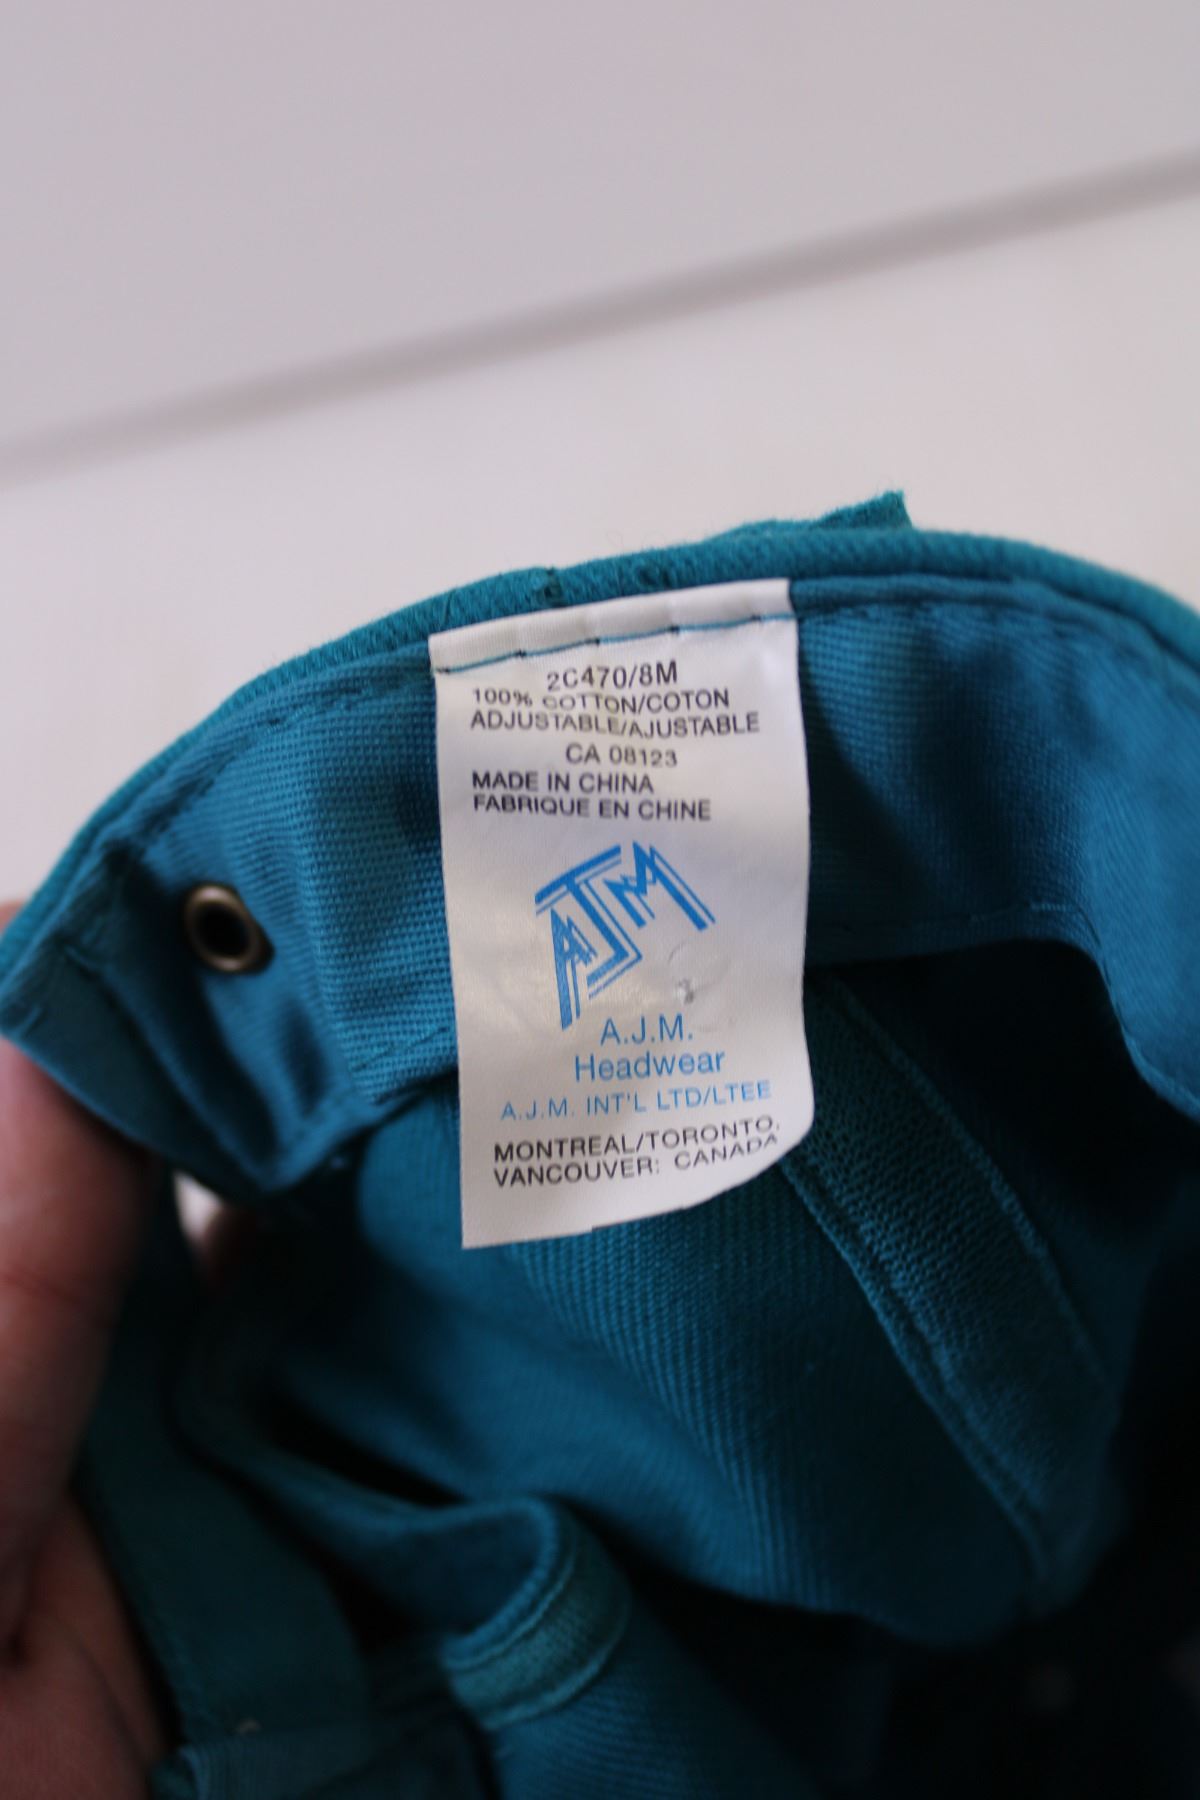 2C470/8M
100% COTTON/COTON
ADJUSTABLE/AJUSTABLE
CA 08123
MADE IN CHINA
FABRIQUE EN CHINE
AJM
A.J.M.
Headwear
A.J.M. INT'L LTD/LTEE
MONTREAL/TORONTO,
VANCOUVER: CANADA